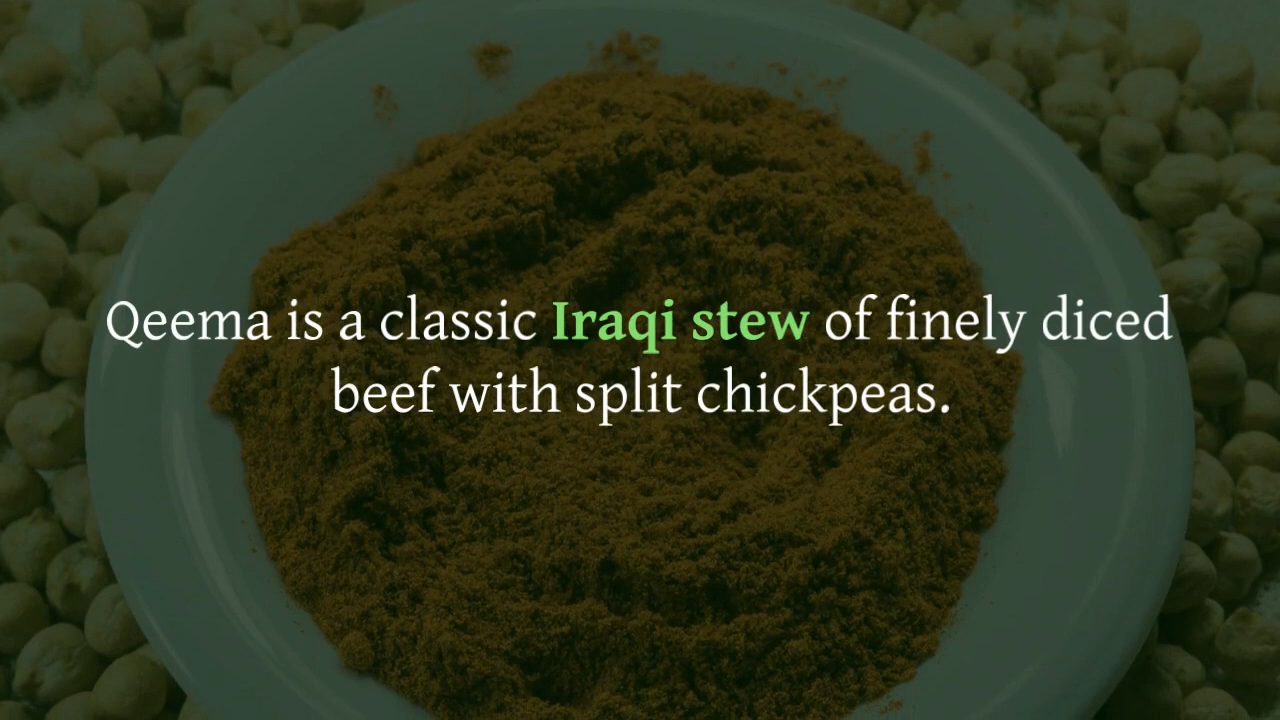 Qeema is a classic Iraqi stew of finely diced
beef with split chickpeas.